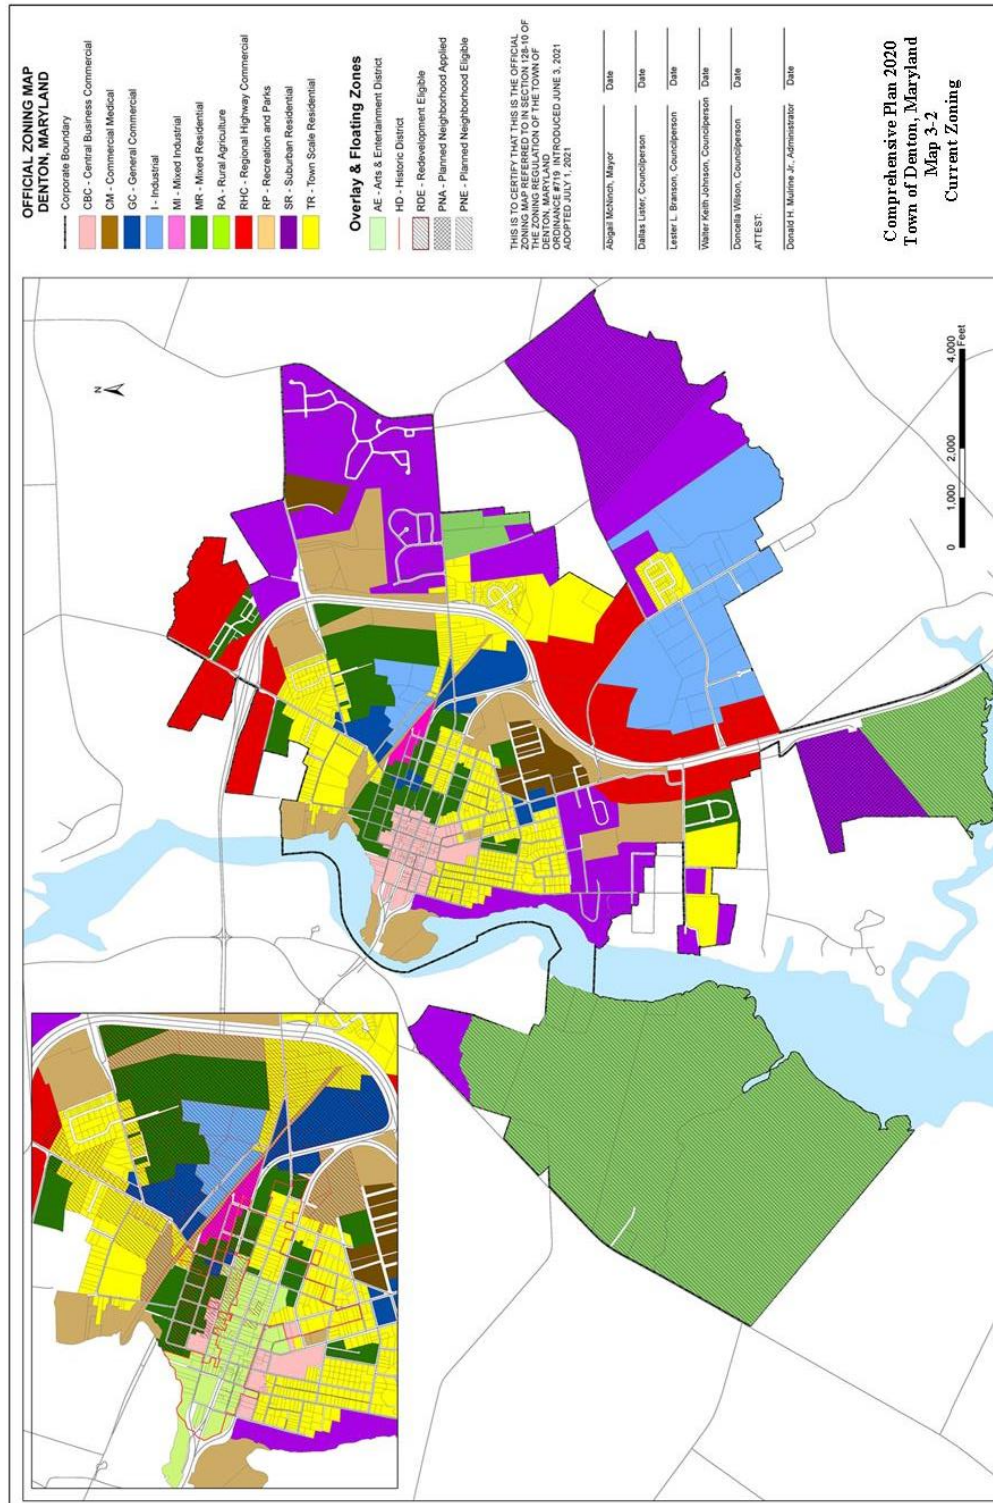 OFFICIAL ZONING MAP
DENTON, MARYLAND
Corporate Boundary
CBC - Central Business Commercial
CM - Commercial Medical
GC - General Commercial
I - Industrial
MI - Mixed Industrial
MR - Mixed Residential
RA - Rural Agriculture
RHC - Regional Highway Commercial
RP - Recreation and Parks
SR - Suburban Residential
TR - Town Scale Residential
Overlay & Floating Zones
AE - Arts & Entertainment District
HD - Historic District
RDE - Redevelopment Eligible
PNA - Planned Neighborhood Applied
PNE - Planned Neighborhood Eligible
THIS IS TO CERTIFY THAT THIS IS THE OFFICIAL
ZONING MAP REFERRED TO IN SECTION 128-10 OF
THE ZONING REGULATION OF THE TOWN OF
DENTON, MARYLAND
ORDINANCE #719 INTRODUCED JUNE 3, 2021
ADOPTED JULY 1, 2021
Abigail McNinch, Mayor Date
Dallas Lister, Councilperson Date
Lester L. Branson, Councilperson Date
Walter Keith Johnson, Councilperson Date
Doncella Wilson, Councilperson Date
ATTEST:
Donald H. Muirine Jr., Administrator Date
Comprehensive Plan 2020
Town of Denton, Maryland
Map 3-2
Current Zoning
N
0 1,000 2,000 4,000
Feet